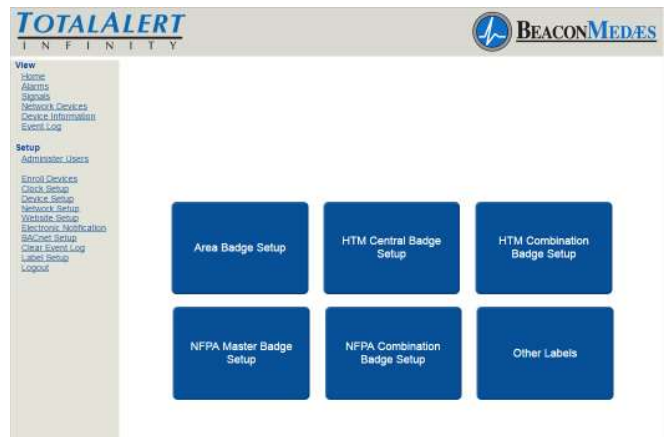 TOTALALERT
INFINITY
BEACONMEDÆS
View
Home
Alarms
Signals
Network Devices
Device Information
Event Log
Setup
Administer Users
Enroll Devices
Clock Setup
Device Setup
Network Setup
Website Setup
Electronic Notification
BACnet Setup
Clear Event Log
Label Setup
Logout
Area Badge Setup
HTM Central Badge
Setup
HTM Combination
Badge Setup
NFPA Master Badge
Setup
NFPA Combination
Badge Setup
Other Labels